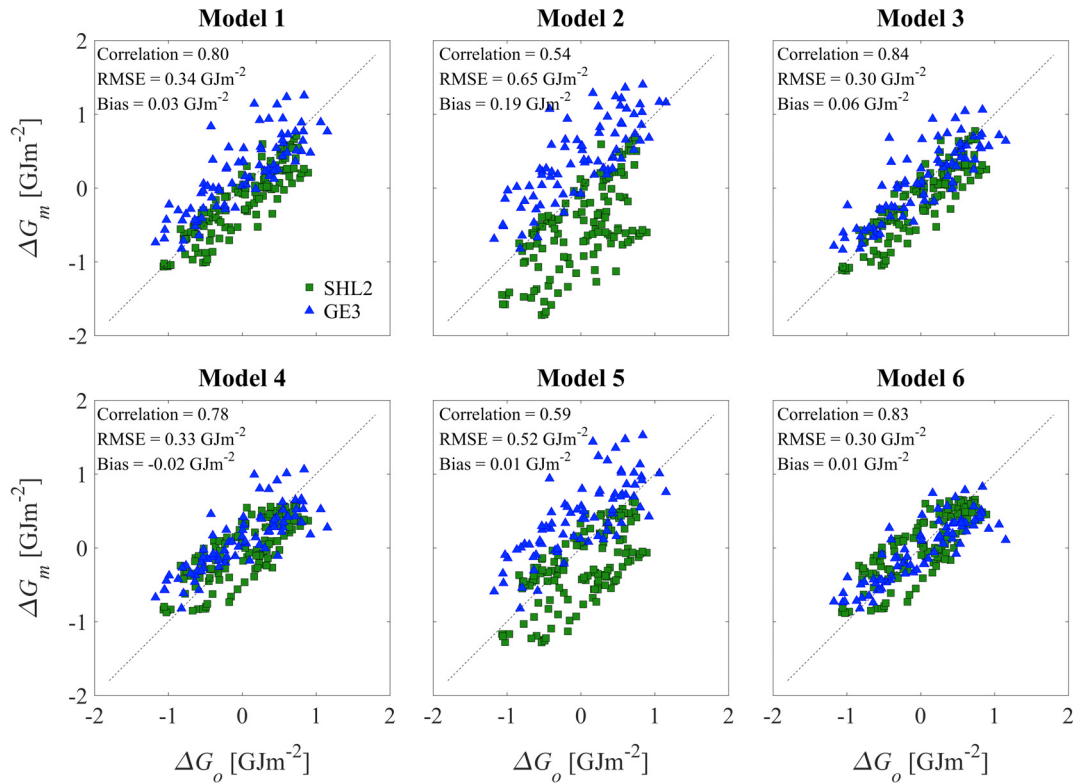 Model 1
Model 2
Model 3
Correlation = 0.80
RMSE = 0.34 GJm⁻²
Bias = 0.03 GJm⁻²
Correlation = 0.54
RMSE = 0.65 GJm⁻²
Bias = 0.19 GJm⁻²
Correlation = 0.84
RMSE = 0.30 GJm⁻²
Bias = 0.06 GJm⁻²
ΔGₘ [GJm⁻²]
2
1
0
-1
-2
SHL2
GE3
Model 4
Model 5
Model 6
Correlation = 0.78
RMSE = 0.33 GJm⁻²
Bias = -0.02 GJm⁻²
Correlation = 0.59
RMSE = 0.52 GJm⁻²
Bias = 0.01 GJm⁻²
Correlation = 0.83
RMSE = 0.30 GJm⁻²
Bias = 0.01 GJm⁻²
ΔGₘ [GJm⁻²]
2
1
0
-1
-2
-2 -1 0 1 2
-2 -1 0 1 2
-2 -1 0 1 2
ΔGₒ [GJm⁻²]
ΔGₒ [GJm⁻²]
ΔGₒ [GJm⁻²]